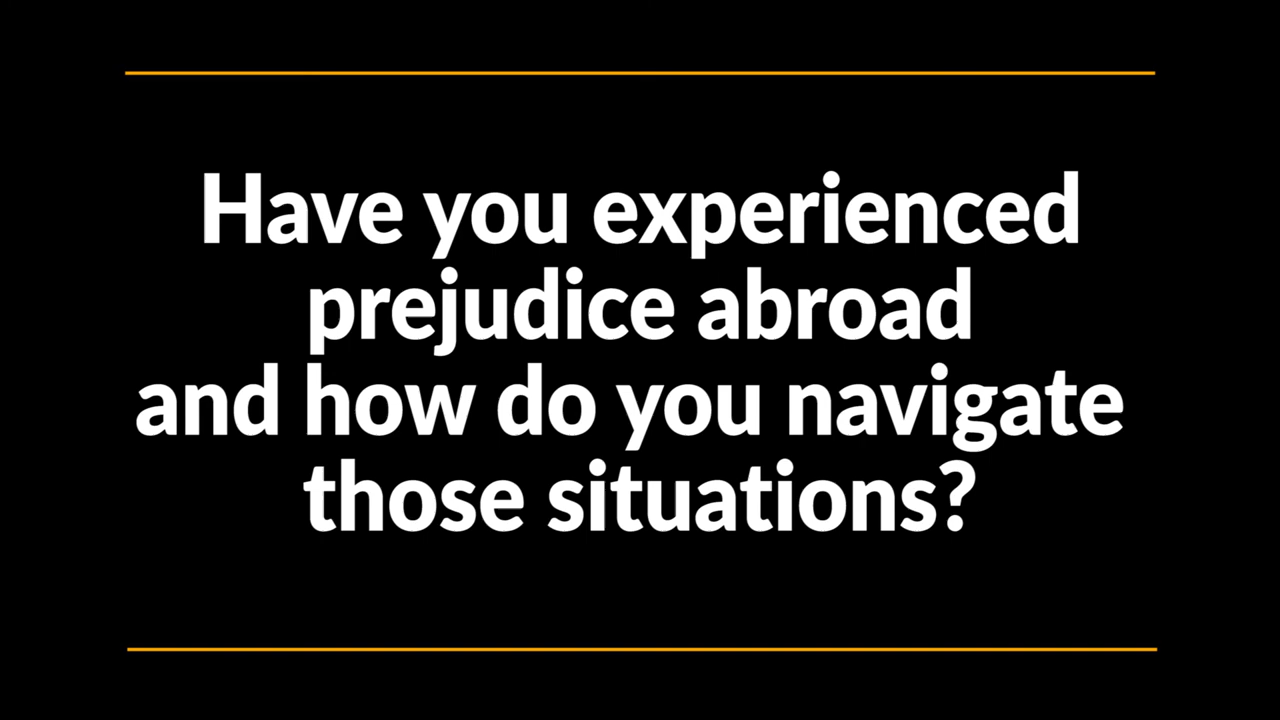 Have you experienced
prejudice abroad
and how do you navigate
those situations?